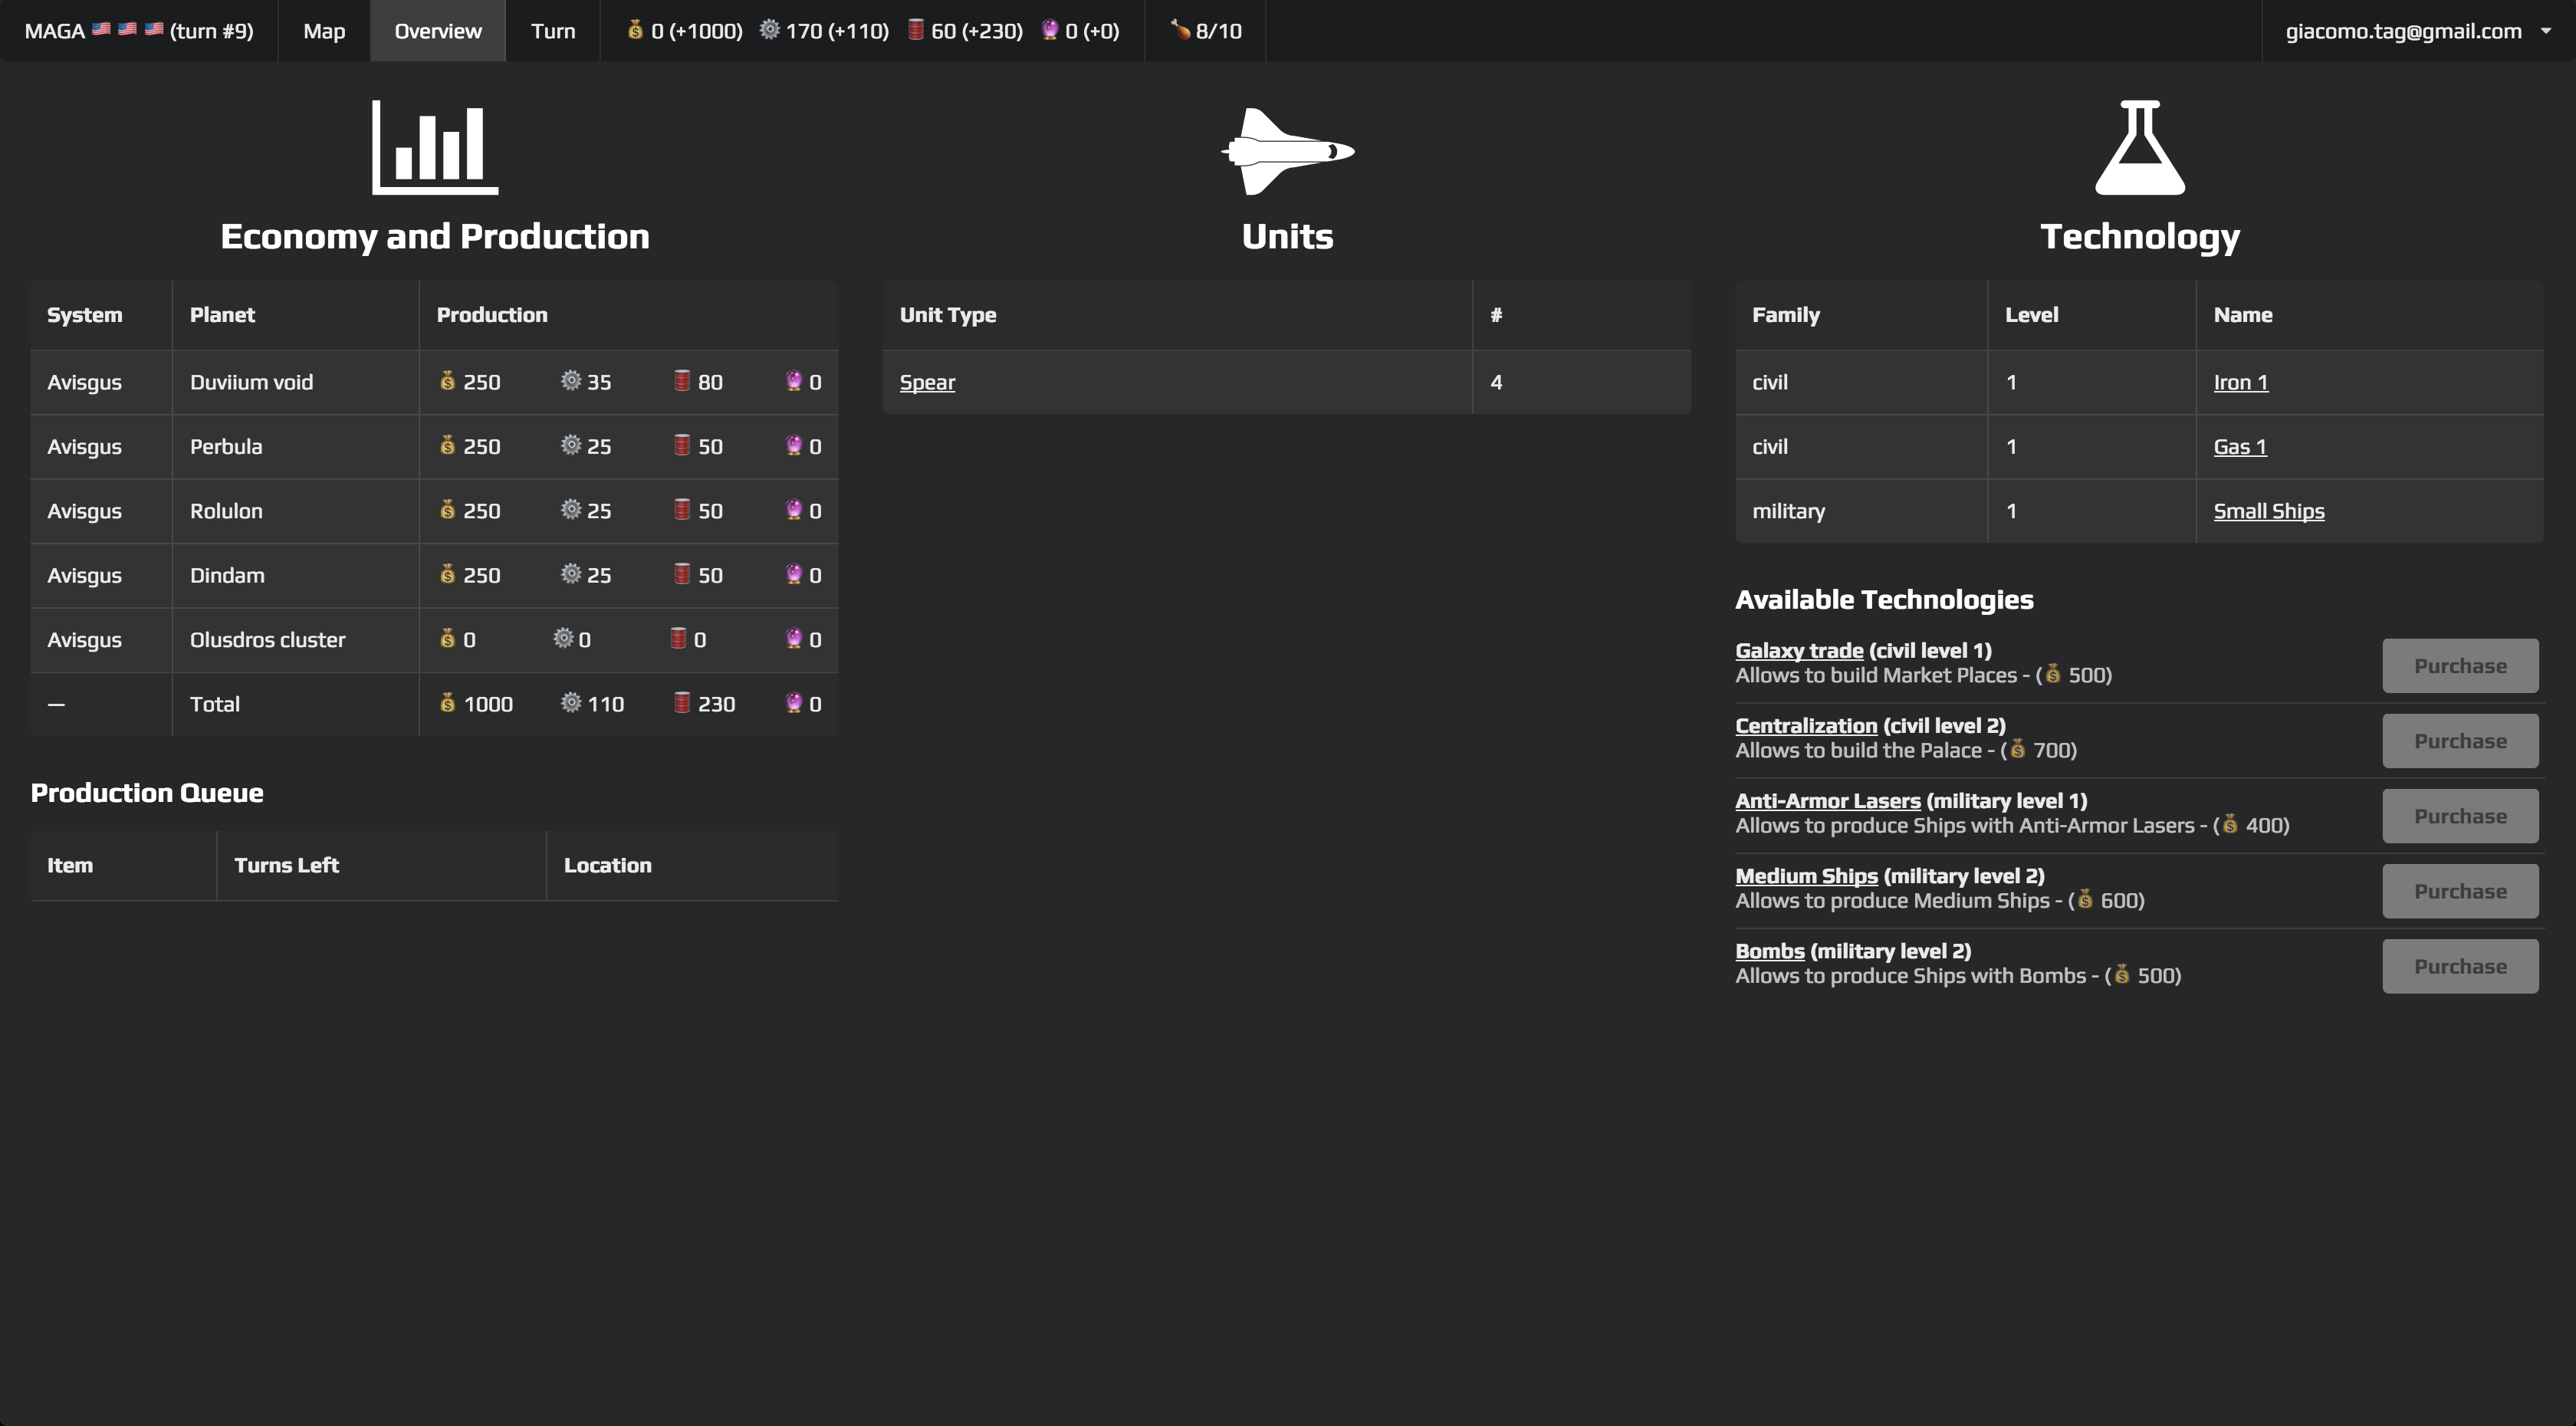 MAGA 🇺🇸 🇺🇸 🇺🇸 (turn #9) Map Overview Turn 💰 0 (+1000) ⚙️ 170 (+110) 🛢️ 60 (+230) 🔮 0 (+0) 🍗 8/10 giacomo.tag@gmail.com
Economy and Production
System Planet Production
Avisgus Duviium void 💰 250 ⚙️ 35 🛢️ 80 🔮 0
Avisgus Perbula 💰 250 ⚙️ 25 🛢️ 50 🔮 0
Avisgus Rolulon 💰 250 ⚙️ 25 🛢️ 50 🔮 0
Avisgus Dindam 💰 250 ⚙️ 25 🛢️ 50 🔮 0
Avisgus Olusdros cluster 💰 0 ⚙️ 0 🛢️ 0 🔮 0
— Total 💰 1000 ⚙️ 110 🛢️ 230 🔮 0
Production Queue
Item Turns Left Location
Units
Unit Type #
Spear 4
Technology
Family Level Name
civil 1 Iron 1
civil 1 Gas 1
military 1 Small Ships
Available Technologies
Galaxy trade (civil level 1)
Allows to build Market Places - (💰 500)
Purchase
Centralization (civil level 2)
Allows to build the Palace - (💰 700)
Purchase
Anti-Armor Lasers (military level 1)
Allows to produce Ships with Anti-Armor Lasers - (💰 400)
Purchase
Medium Ships (military level 2)
Allows to produce Medium Ships - (💰 600)
Purchase
Bombs (military level 2)
Allows to produce Ships with Bombs - (💰 500)
Purchase